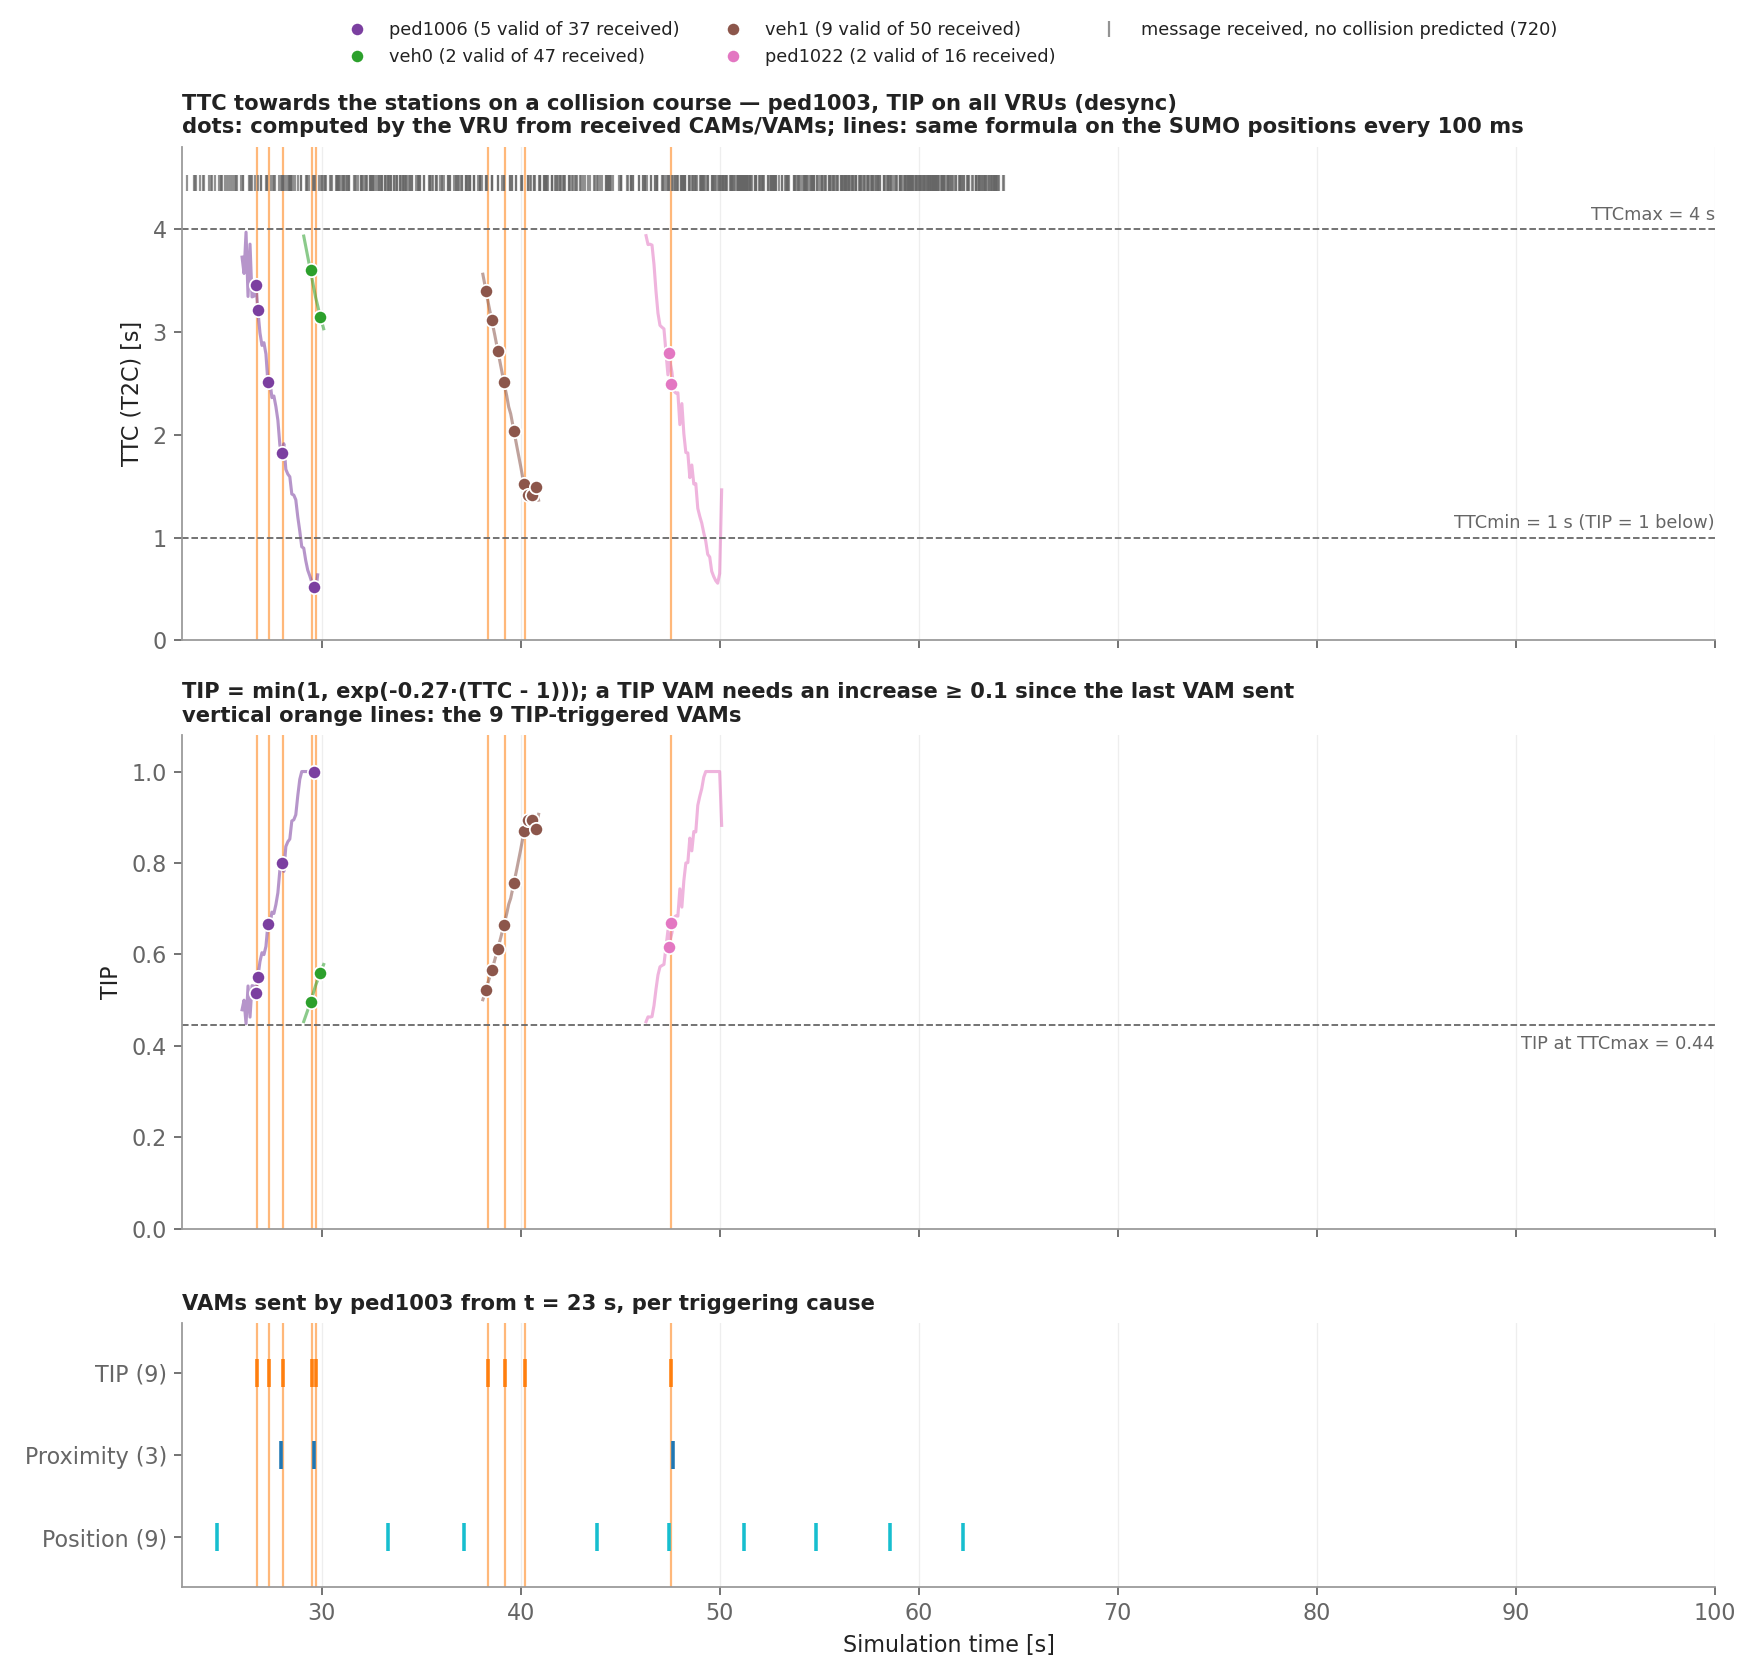 ped1006 (5 valid of 37 received)
veh0 (2 valid of 47 received)
veh1 (9 valid of 50 received)
ped1022 (2 valid of 16 received)
message received, no collision predicted (720)
TTC towards the stations on a collision course — ped1003, TIP on all VRUs (desync)
dots: computed by the VRU from received CAMs/VAMs; lines: same formula on the SUMO positions every 100 ms
TTC (T2C) [s]
4
3
2
1
0
TTCmax = 4 s
TTCmin = 1 s (TIP = 1 below)
TIP = min(1, exp(-0.27·(TTC - 1))); a TIP VAM needs an increase ≥ 0.1 since the last VAM sent
vertical orange lines: the 9 TIP-triggered VAMs
TIP
1.0
0.8
0.6
0.4
0.2
0.0
TIP at TTCmax = 0.44
VAMs sent by ped1003 from t = 23 s, per triggering cause
TIP (9)
Proximity (3)
Position (9)
30 40 50 60 70 80 90 100
Simulation time [s]